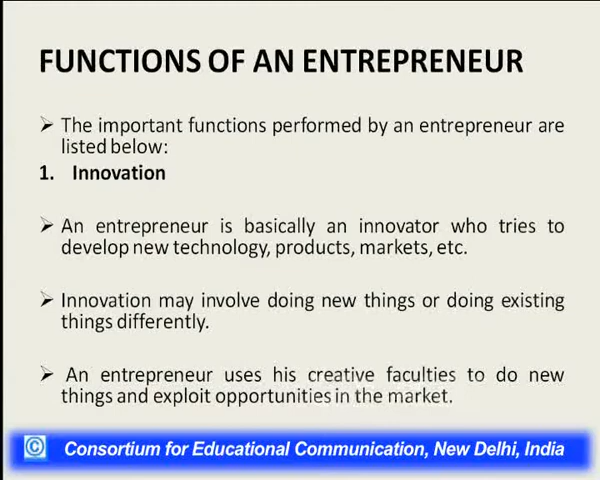 FUNCTIONS OF AN ENTREPRENEUR
➢ The important functions performed by an entrepreneur are
listed below:
1. Innovation
➢ An entrepreneur is basically an innovator who tries to
develop new technology, products, markets, etc.
➢ Innovation may involve doing new things or doing existing
things differently.
➢ An entrepreneur uses his creative faculties to do new
things and exploit opportunities in the market.
© Consortium for Educational Communication, New Delhi, India